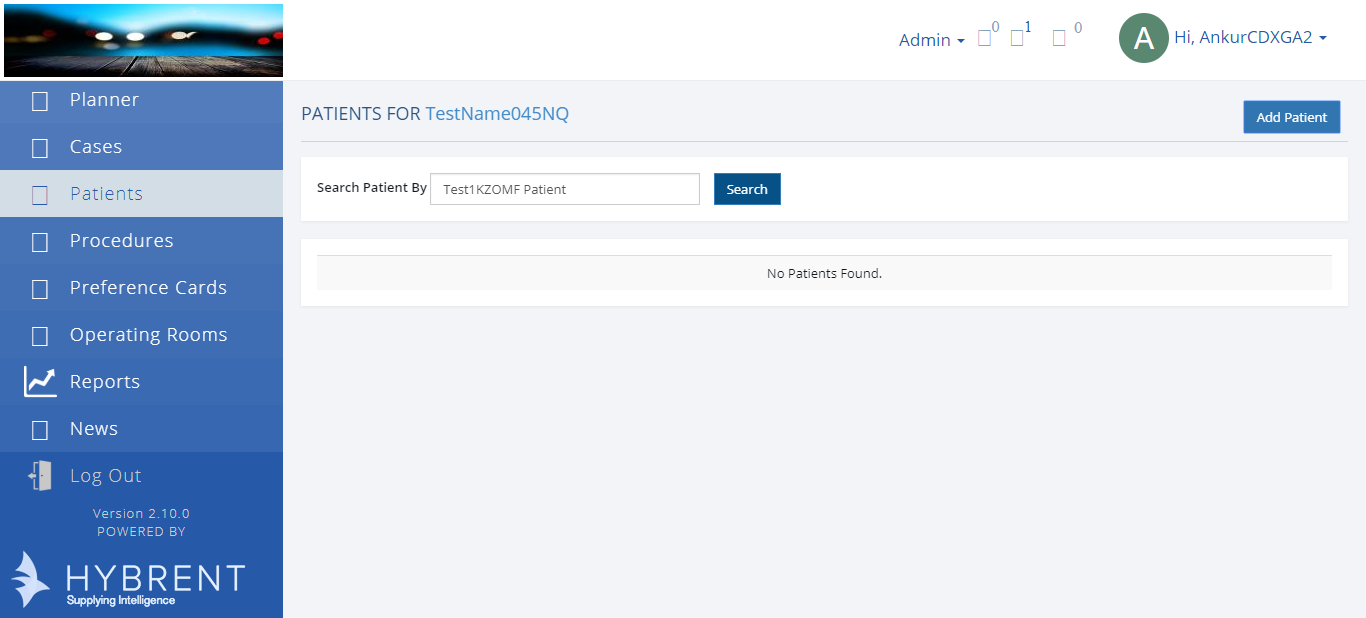 Admin
0
1
0
A
Hi, AnkurCDXGA2
Planner
Cases
Patients
Procedures
Preference Cards
Operating Rooms
Reports
News
Log Out
Version 2.10.0
POWERED BY
HYBRENT
Supplying Intelligence
PATIENTS FOR TestName045NQ
Add Patient
Search Patient By
Test1KZOMF Patient
Search
No Patients Found.